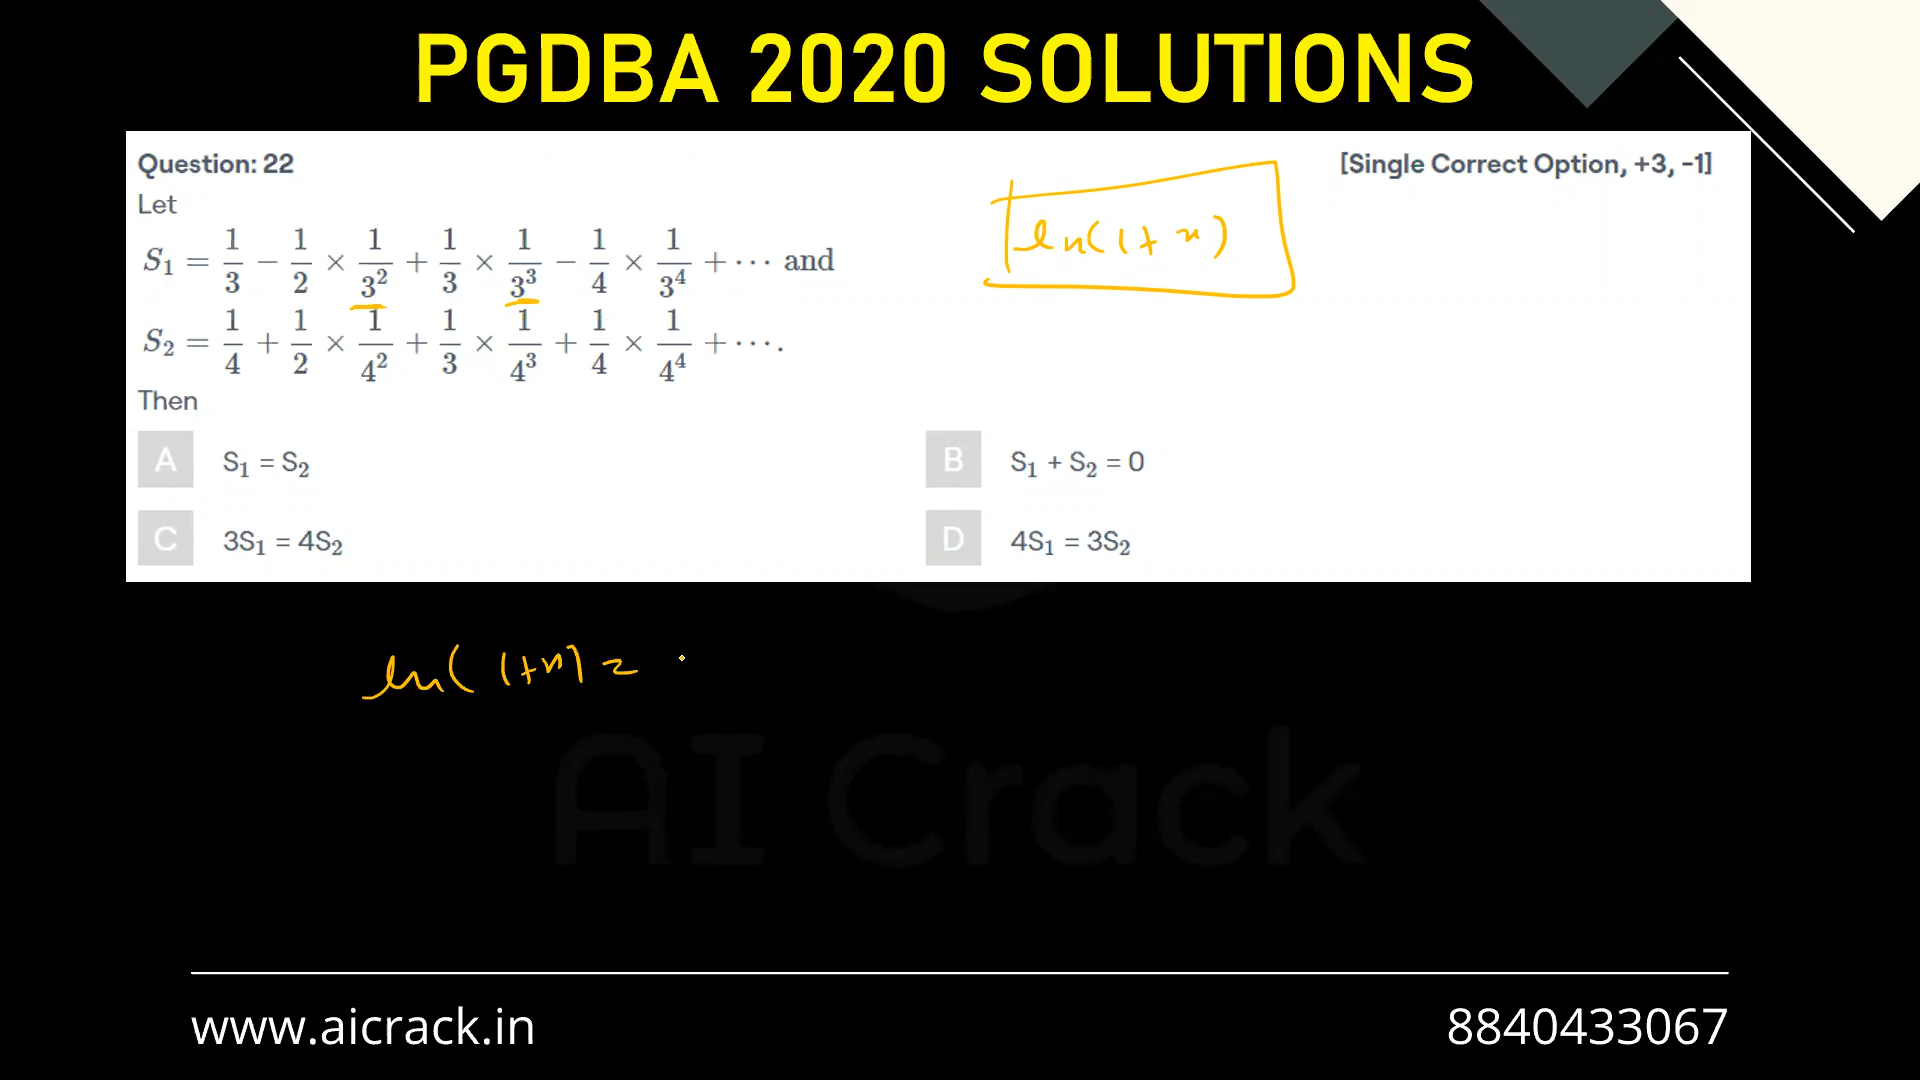 PGDBA 2020 SOLUTIONS
Question: 22 [Single Correct Option, +3, -1]
Let
S₁ = 1/3 − 1/2 × 1/3² + 1/3 × 1/3³ − 1/4 × 1/3⁴ + ··· and
ln(1+x)
S₂ = 1/4 + 1/2 × 1/4² + 1/3 × 1/4³ + 1/4 × 1/4⁴ + ···.
Then
A S₁ = S₂
B S₁ + S₂ = 0
C 3S₁ = 4S₂
D 4S₁ = 3S₂
ln(1+x) =
AI Crack
www.aicrack.in 8840433067